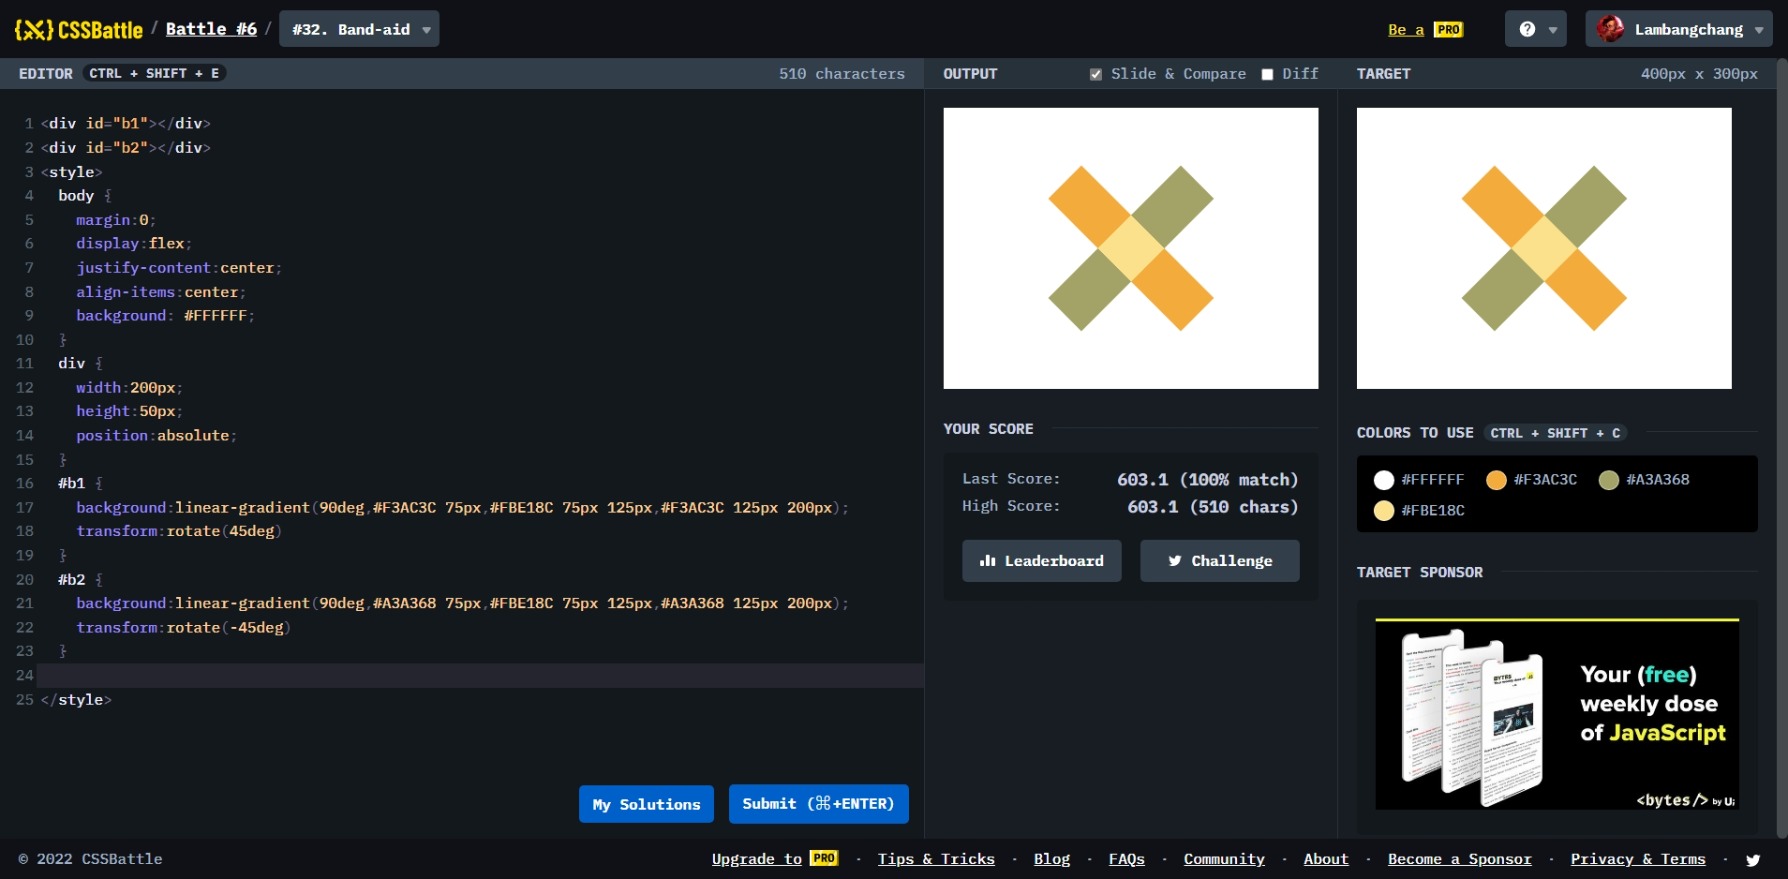 {X} CSSBattle / Battle #6 / #32. Band-aid
Be a PRO
Lambangchang
EDITOR CTRL + SHIFT + E 510 characters
1 <div id="b1"></div>
2 <div id="b2"></div>
3 <style>
4 body {
5 margin:0;
6 display:flex;
7 justify-content:center;
8 align-items:center;
9 background: #FFFFFF;
10 }
11 div {
12 width:200px;
13 height:50px;
14 position:absolute;
15 }
16 #b1 {
17 background:linear-gradient(90deg,#F3AC3C 75px,#FBE18C 75px 125px,#F3AC3C 125px 200px);
18 transform:rotate(45deg)
19 }
20 #b2 {
21 background:linear-gradient(90deg,#A3A368 75px,#FBE18C 75px 125px,#A3A368 125px 200px);
22 transform:rotate(-45deg)
23 }
24
25 </style>
My Solutions
Submit (⌘+ENTER)
OUTPUT Slide & Compare Diff
YOUR SCORE
Last Score: 603.1 (100% match)
High Score: 603.1 (510 chars)
Leaderboard
Challenge
TARGET 400px x 300px
COLORS TO USE CTRL + SHIFT + C
#FFFFFF #F3AC3C #A3A368
#FBE18C
TARGET SPONSOR
Your (free)
weekly dose
of JavaScript
<bytes/> by Ui
© 2022 CSSBattle
Upgrade to PRO · Tips & Tricks · Blog · FAQs · Community · About · Become a Sponsor · Privacy & Terms ·